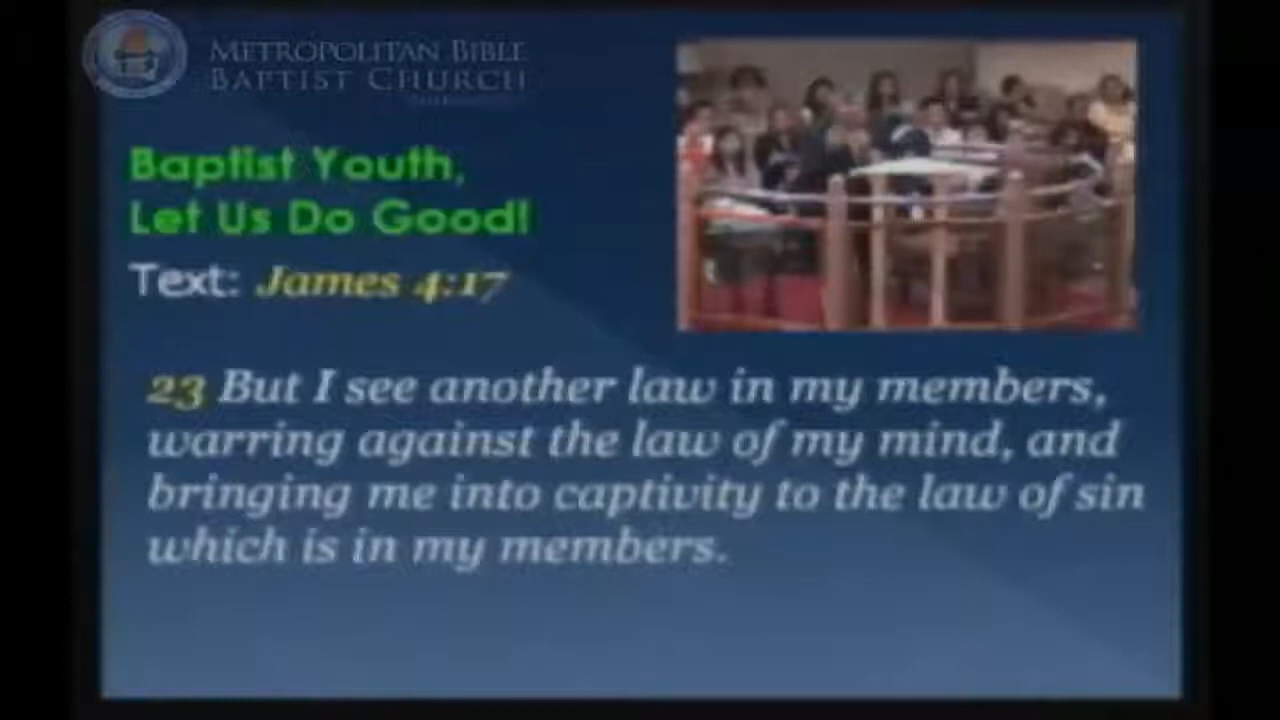 METROPOLITAN BIBLE
BAPTIST CHURCH
Baptist Youth,
Let Us Do Good!
Text: James 4:17
23 But I see another law in my members,
warring against the law of my mind, and
bringing me into captivity to the law of sin
which is in my members.